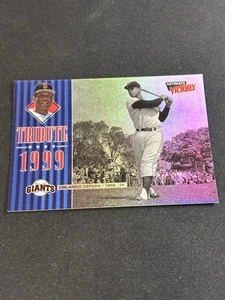 ULTIMATE
VICTORY
TRIBUTE
1999
GIANTS
ORLANDO CEPEDA / 1958 - 74